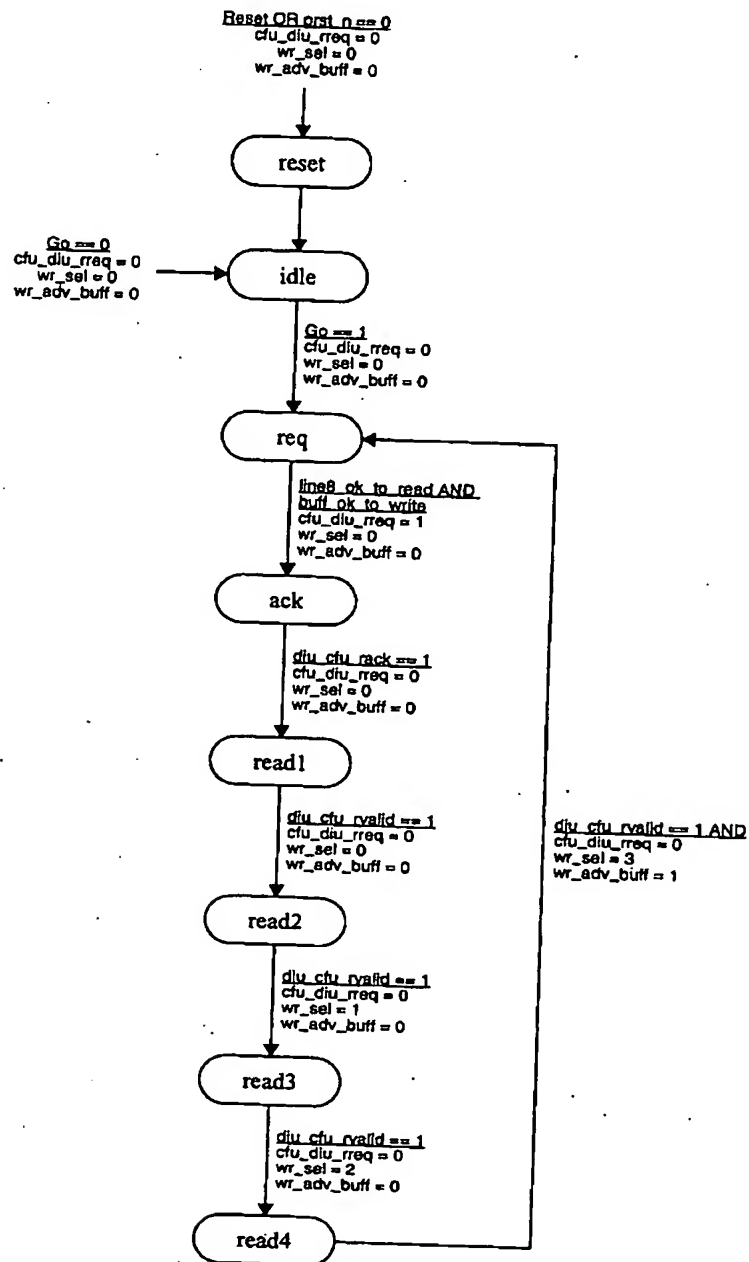 Reset OR prst_n == 0
cfu_diu_rreq = 0
wr_sel = 0
wr_adv_buff = 0
reset
Go == 0
cfu_diu_rreq = 0
wr_sel = 0
wr_adv_buff = 0
idle
Go == 1
cfu_diu_rreq = 0
wr_sel = 0
wr_adv_buff = 0
req
line8_ok_to_read AND
buff_ok_to_write
cfu_diu_rreq = 1
wr_sel = 0
wr_adv_buff = 0
ack
diu_cfu_rack == 1
cfu_diu_rreq = 0
wr_sel = 0
wr_adv_buff = 0
read1
diu_cfu_rvalid == 1
cfu_diu_rreq = 0
wr_sel = 0
wr_adv_buff = 0
diu_cfu_rvalid == 1 AND
cfu_diu_rreq = 0
wr_sel = 3
wr_adv_buff = 1
read2
diu_cfu_rvalid == 1
cfu_diu_rreq = 0
wr_sel = 1
wr_adv_buff = 0
read3
diu_cfu_rvalid == 1
cfu_diu_rreq = 0
wr_sel = 2
wr_adv_buff = 0
read4